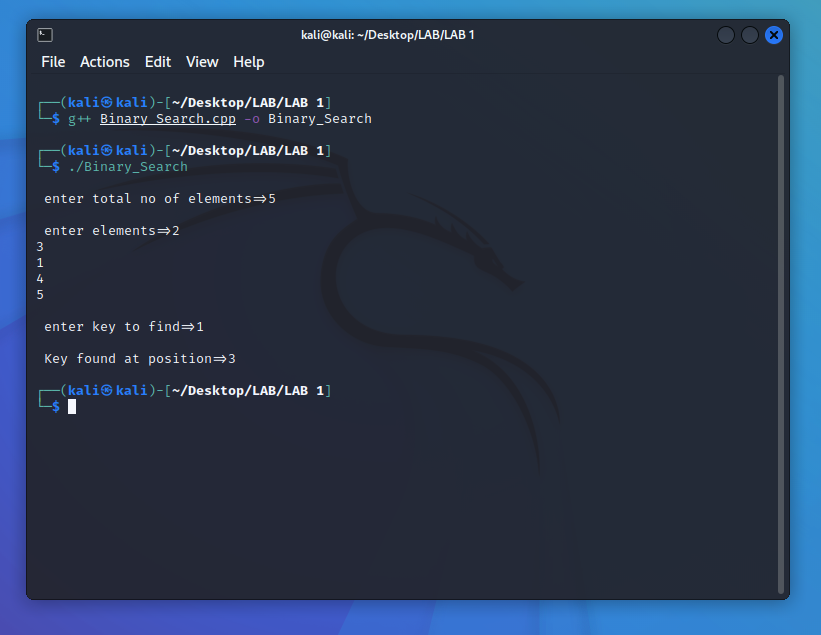 kali@kali: ~/Desktop/LAB/LAB 1
File Actions Edit View Help
┌──(kali㉿kali)-[~/Desktop/LAB/LAB 1]
└─$ g++ Binary_Search.cpp -o Binary_Search
┌──(kali㉿kali)-[~/Desktop/LAB/LAB 1]
└─$ ./Binary_Search
enter total no of elements=>5
enter elements=>2
3
1
4
5
enter key to find=>1
Key found at position=>3
┌──(kali㉿kali)-[~/Desktop/LAB/LAB 1]
└─$